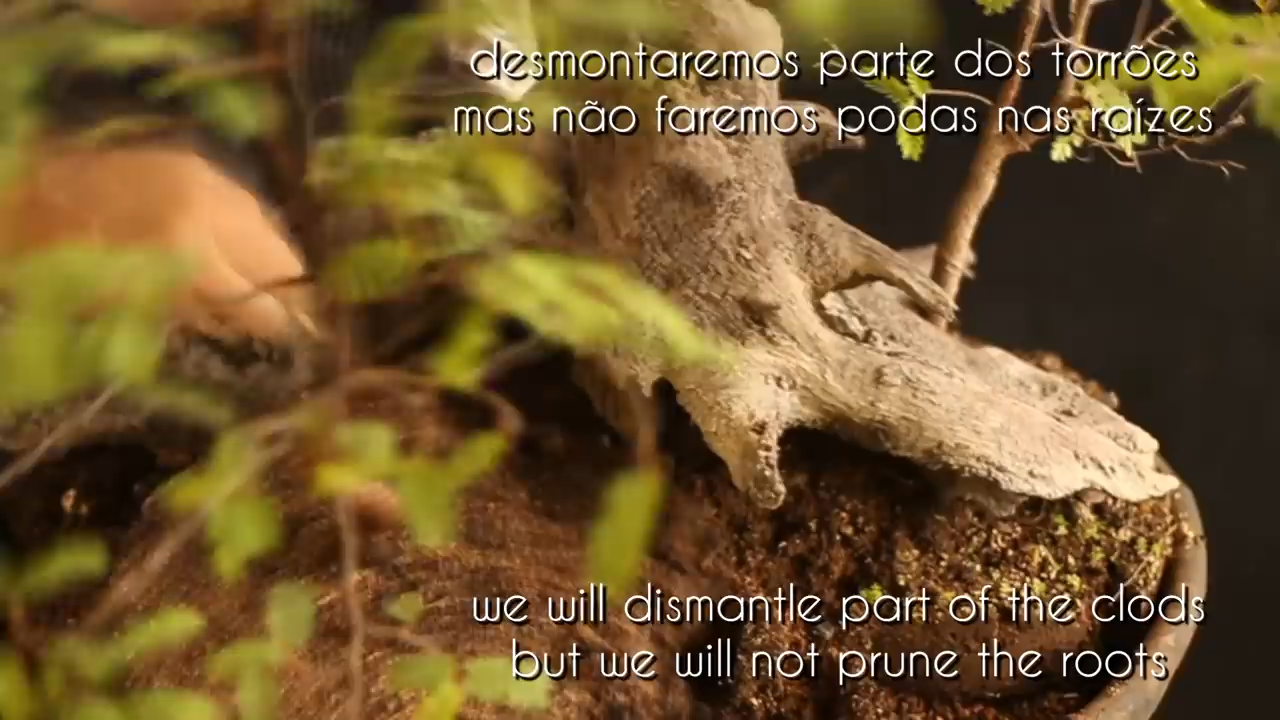 desmontaremos parte dos torrões
mas não faremos podas nas raízes
we will dismantle part of the clods
but we will not prune the roots